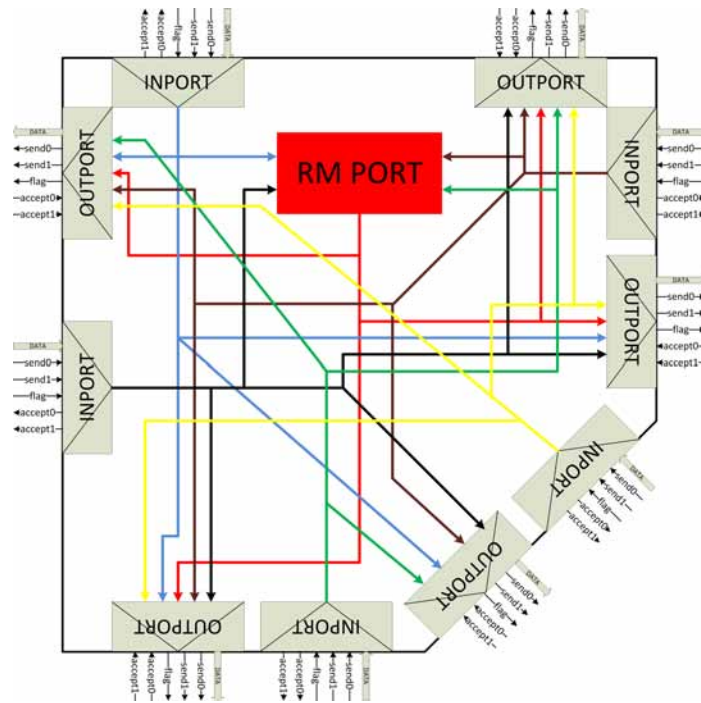 accept1
accept0
flag
send1
send0
DATA
INPORT
accept1
accept0
flag
send1
send0
DATA
OUTPORT
DATA
send0
send1
flag
accept0
accept1
OUTPORT
RM PORT
DATA
send0
send1
flag
accept0
accept1
INPORT
DATA
send0
send1
flag
accept0
accept1
OUTPORT
DATA
send0
send1
flag
accept0
accept1
INPORT
DATA
send0
send1
flag
accept0
accept1
INPORT
DATA
send0
send1
flag
accept0
accept1
OUTPORT
OUTPORT
accept1
accept0
flag
send1
send0
DATA
INPORT
accept1
accept0
flag
send1
send0
DATA